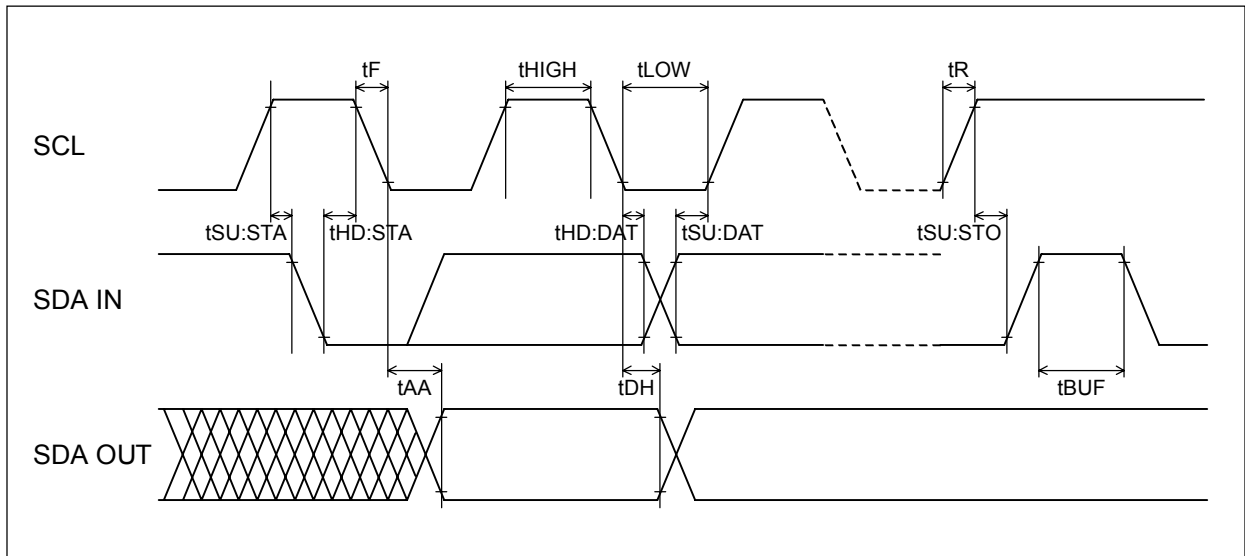 tF tHIGH tLOW tR
SCL
tSU:STA tHD:STA tHD:DAT tSU:DAT tSU:STO
SDA IN
tAA tDH tBUF
SDA OUT